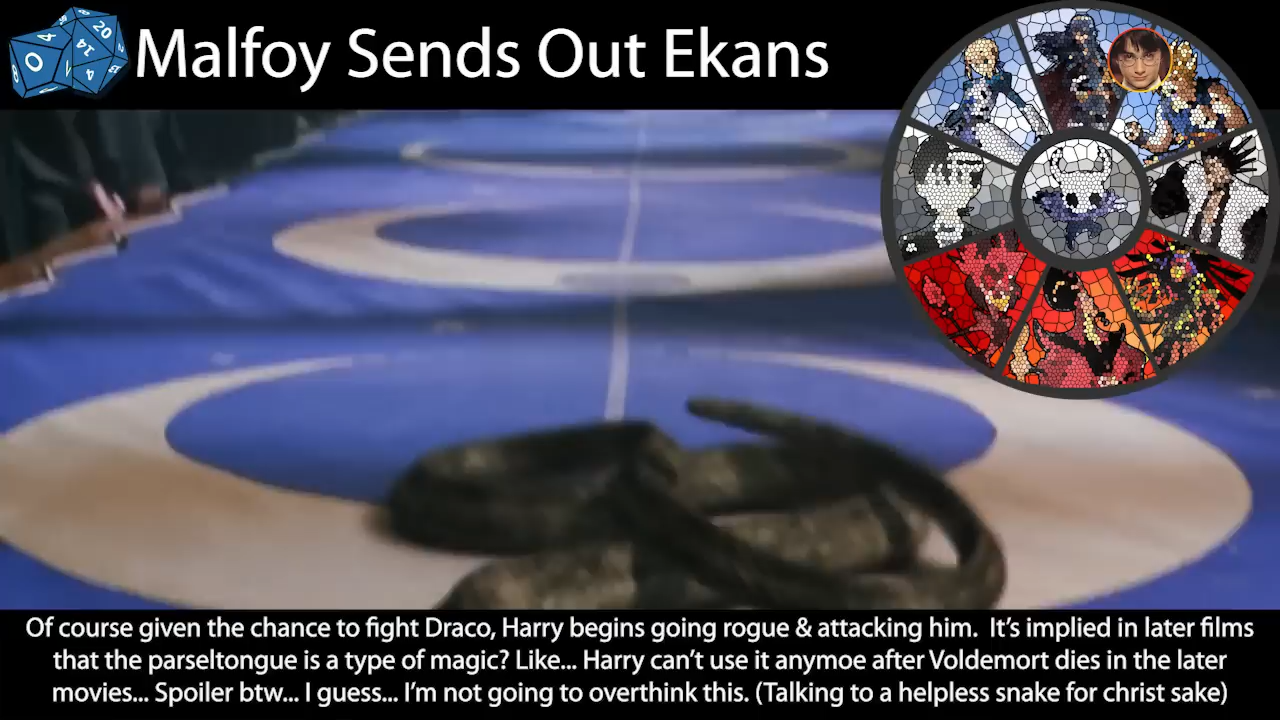 Malfoy Sends Out Ekans
20
14
4
Of course given the chance to fight Draco, Harry begins going rogue & attacking him. It's implied in later films
that the parseltongue is a type of magic? Like... Harry can't use it anymoe after Voldemort dies in the later
movies... Spoiler btw... I guess... I'm not going to overthink this. (Talking to a helpless snake for christ sake)